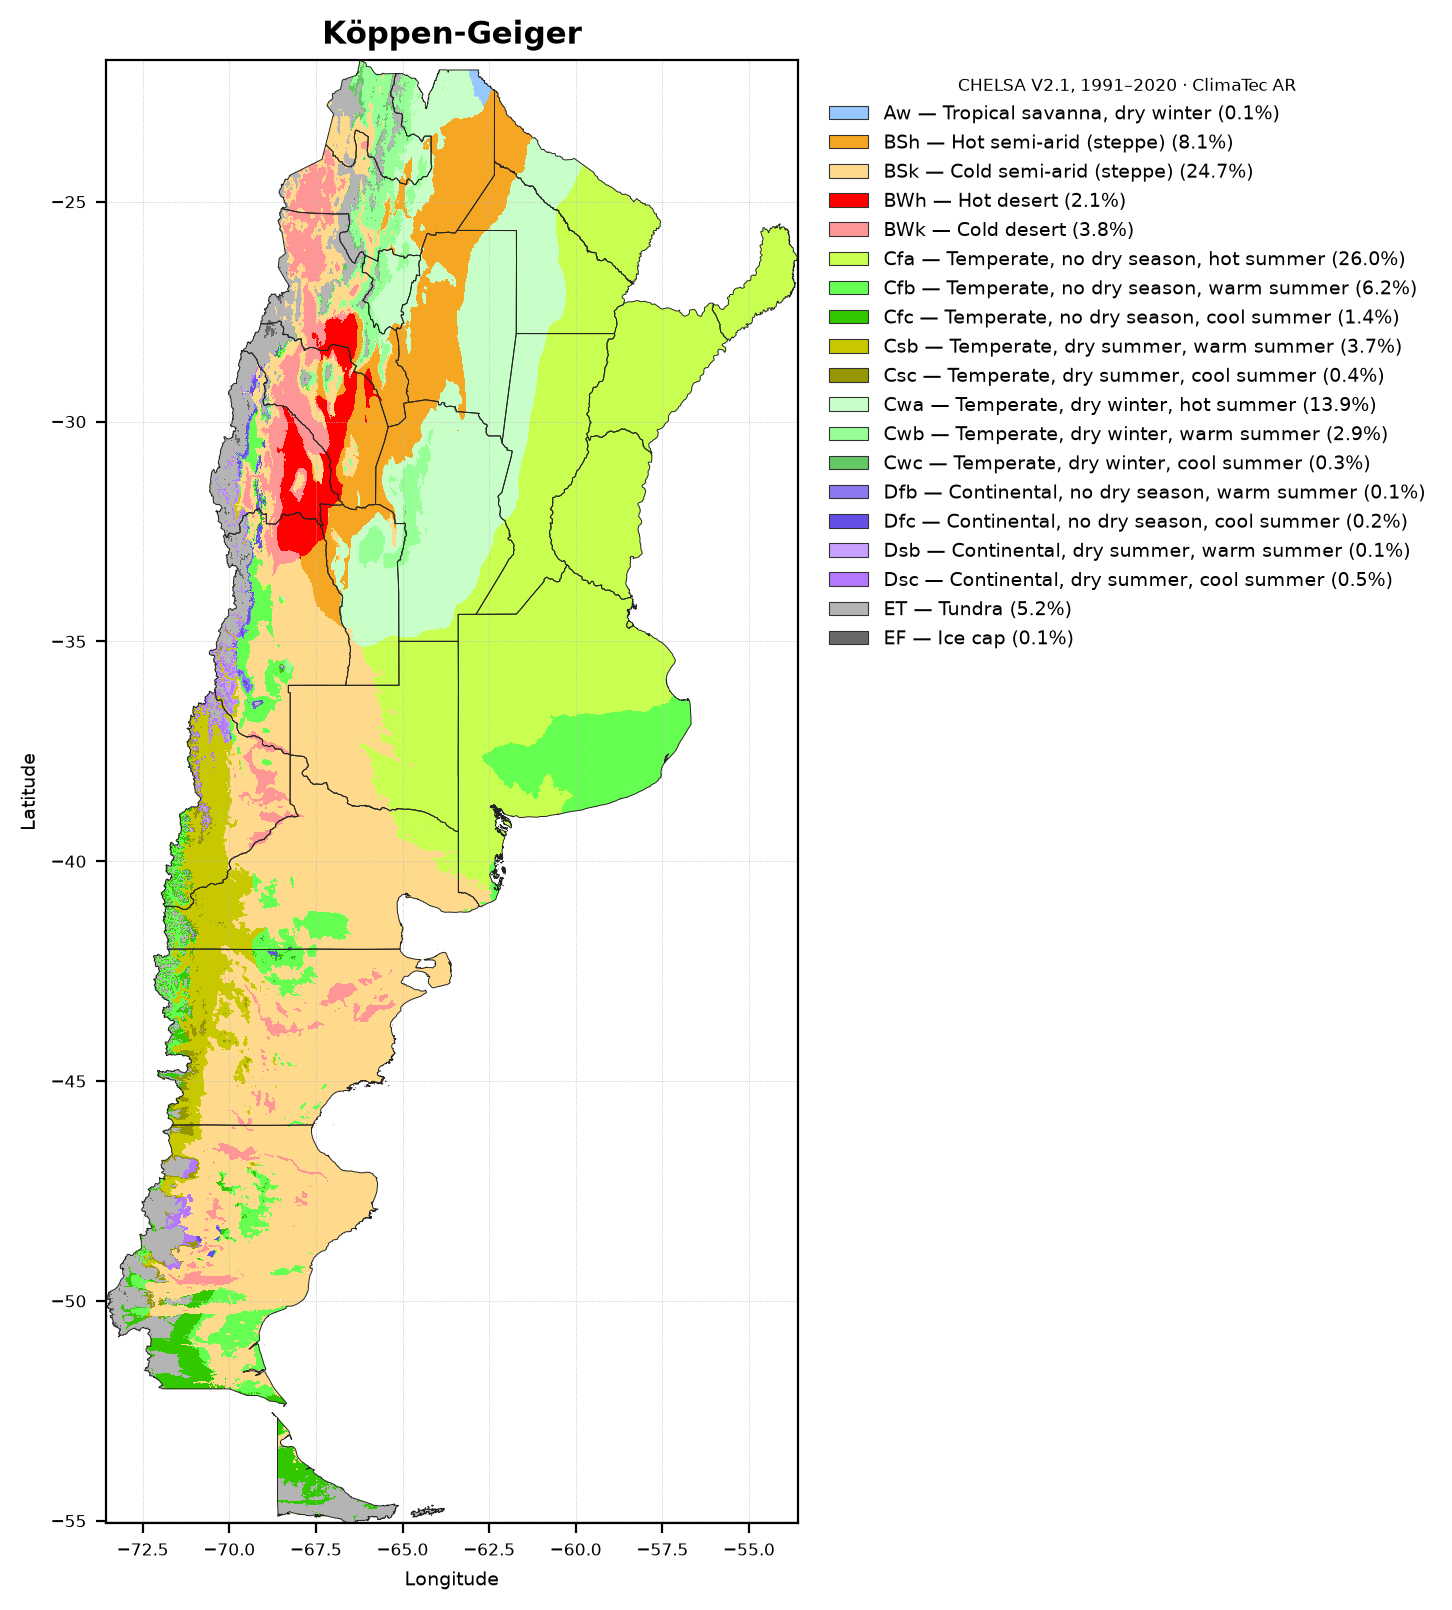 Köppen-Geiger
CHELSA V2.1, 1991–2020 · ClimaTec AR
Aw — Tropical savanna, dry winter (0.1%)
BSh — Hot semi-arid (steppe) (8.1%)
BSk — Cold semi-arid (steppe) (24.7%)
BWh — Hot desert (2.1%)
BWk — Cold desert (3.8%)
Cfa — Temperate, no dry season, hot summer (26.0%)
Cfb — Temperate, no dry season, warm summer (6.2%)
Cfc — Temperate, no dry season, cool summer (1.4%)
Csb — Temperate, dry summer, warm summer (3.7%)
Csc — Temperate, dry summer, cool summer (0.4%)
Cwa — Temperate, dry winter, hot summer (13.9%)
Cwb — Temperate, dry winter, warm summer (2.9%)
Cwc — Temperate, dry winter, cool summer (0.3%)
Dfb — Continental, no dry season, warm summer (0.1%)
Dfc — Continental, no dry season, cool summer (0.2%)
Dsb — Continental, dry summer, warm summer (0.1%)
Dsc — Continental, dry summer, cool summer (0.5%)
ET — Tundra (5.2%)
EF — Ice cap (0.1%)
Latitude
−25
−30
−35
−40
−45
−50
−55
−72.5 −70.0 −67.5 −65.0 −62.5 −60.0 −57.5 −55.0
Longitude